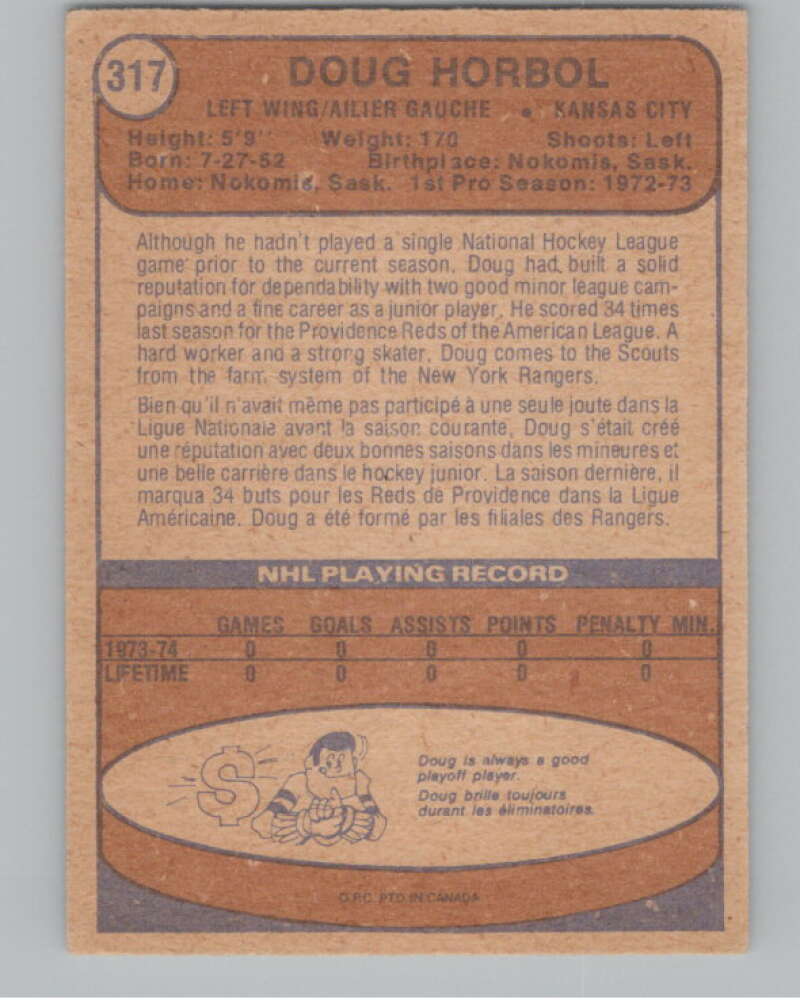 317
DOUG HORBOL
LEFT WING/AILIER GAUCHE • KANSAS CITY
Height: 5'9" Weight: 170 Shoots: Left
Born: 7-27-52 Birthplace: Nokomis, Sask.
Home: Nokomis, Sask. 1st Pro Season: 1972-73
Although he hadn't played a single National Hockey League
game prior to the current season, Doug had built a solid
reputation for dependability with two good minor league cam-
paigns and a fine career as a junior player. He scored 34 times
last season for the Providence Reds of the American League. A
hard worker and a strong skater, Doug comes to the Scouts
from the farm system of the New York Rangers.
Bien qu'il n'avait même pas participé à une seule joute dans la
Ligue Nationale avant la saison courante, Doug s'était créé
une réputation avec deux bonnes saisons dans les mineures et
une belle carrière dans le hockey junior. La saison dernière, il
marqua 34 buts pour les Reds de Providence dans la Ligue
Américaine. Doug a été formé par les filiales des Rangers.
NHL PLAYING RECORD
GAMES GOALS ASSISTS POINTS PENALTY MIN.
1973-74 0 0 0 0 0
LIFETIME 0 0 0 0 0
$
Doug is always a good
playoff player.
Doug brille toujours
durant les éliminatoires.
O.P.C. PTD IN CANADA